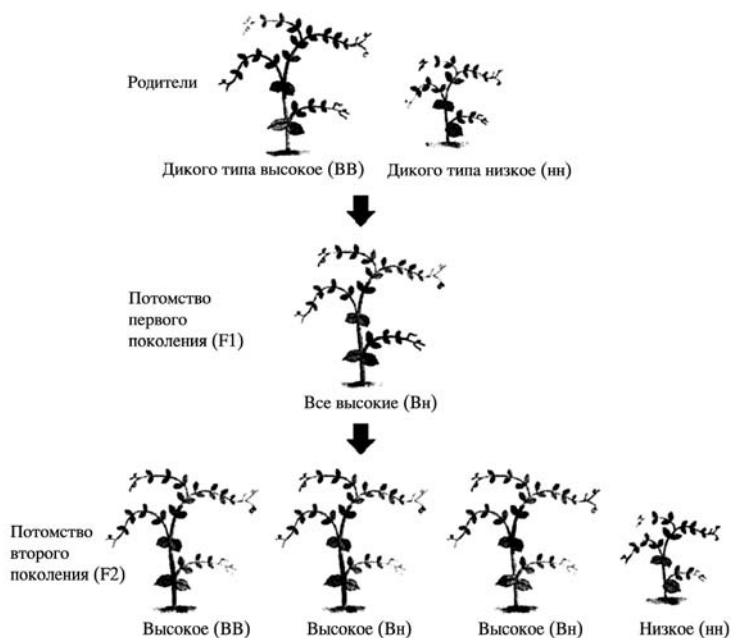 Родители
Дикого типа высокое (ВВ)
Дикого типа низкое (нн)
Потомство
первого
поколения (F1)
Все высокие (Вн)
Потомство
второго
поколения (F2)
Высокое (ВВ)
Высокое (Вн)
Высокое (Вн)
Низкое (нн)